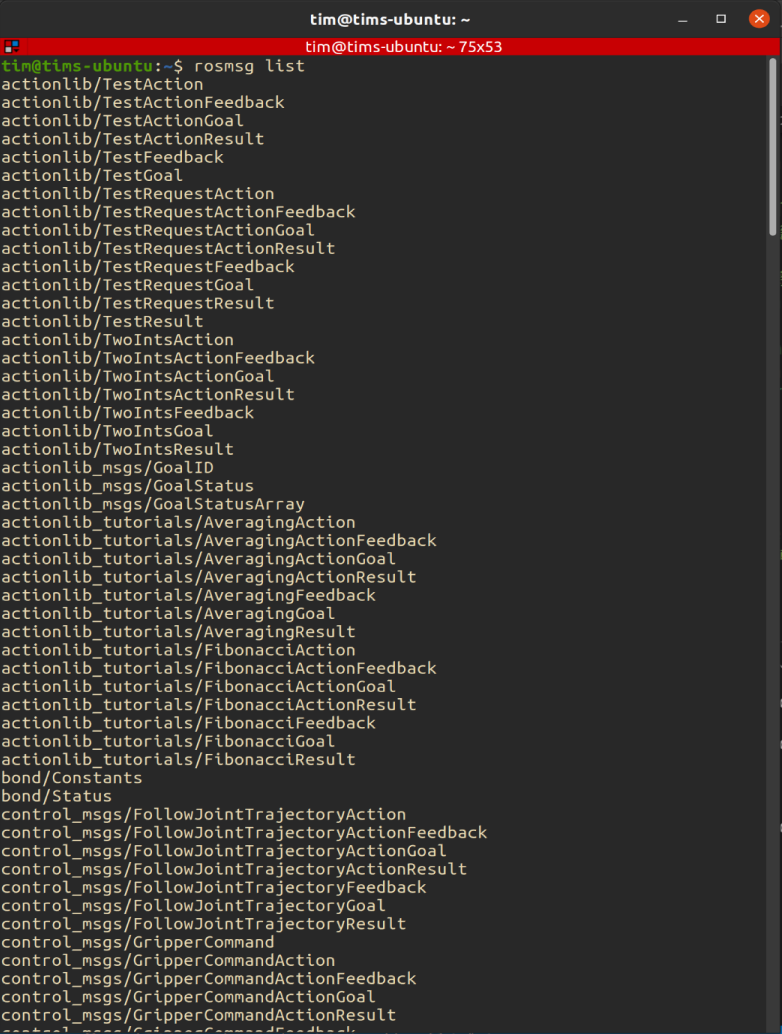 tim@tims-ubuntu: ~
tim@tims-ubuntu: ~ 75x53
tim@tims-ubuntu:~$ rosmsg list
actionlib/TestAction
actionlib/TestActionFeedback
actionlib/TestActionGoal
actionlib/TestActionResult
actionlib/TestFeedback
actionlib/TestGoal
actionlib/TestRequestAction
actionlib/TestRequestActionFeedback
actionlib/TestRequestActionGoal
actionlib/TestRequestActionResult
actionlib/TestRequestFeedback
actionlib/TestRequestGoal
actionlib/TestRequestResult
actionlib/TestResult
actionlib/TwoIntsAction
actionlib/TwoIntsActionFeedback
actionlib/TwoIntsActionGoal
actionlib/TwoIntsActionResult
actionlib/TwoIntsFeedback
actionlib/TwoIntsGoal
actionlib/TwoIntsResult
actionlib_msgs/GoalID
actionlib_msgs/GoalStatus
actionlib_msgs/GoalStatusArray
actionlib_tutorials/AveragingAction
actionlib_tutorials/AveragingActionFeedback
actionlib_tutorials/AveragingActionGoal
actionlib_tutorials/AveragingActionResult
actionlib_tutorials/AveragingFeedback
actionlib_tutorials/AveragingGoal
actionlib_tutorials/AveragingResult
actionlib_tutorials/FibonacciAction
actionlib_tutorials/FibonacciActionFeedback
actionlib_tutorials/FibonacciActionGoal
actionlib_tutorials/FibonacciActionResult
actionlib_tutorials/FibonacciFeedback
actionlib_tutorials/FibonacciGoal
actionlib_tutorials/FibonacciResult
bond/Constants
bond/Status
control_msgs/FollowJointTrajectoryAction
control_msgs/FollowJointTrajectoryActionFeedback
control_msgs/FollowJointTrajectoryActionGoal
control_msgs/FollowJointTrajectoryActionResult
control_msgs/FollowJointTrajectoryFeedback
control_msgs/FollowJointTrajectoryGoal
control_msgs/FollowJointTrajectoryResult
control_msgs/GripperCommand
control_msgs/GripperCommandAction
control_msgs/GripperCommandActionFeedback
control_msgs/GripperCommandActionGoal
control_msgs/GripperCommandActionResult
control_msgs/GripperCommandFeedback